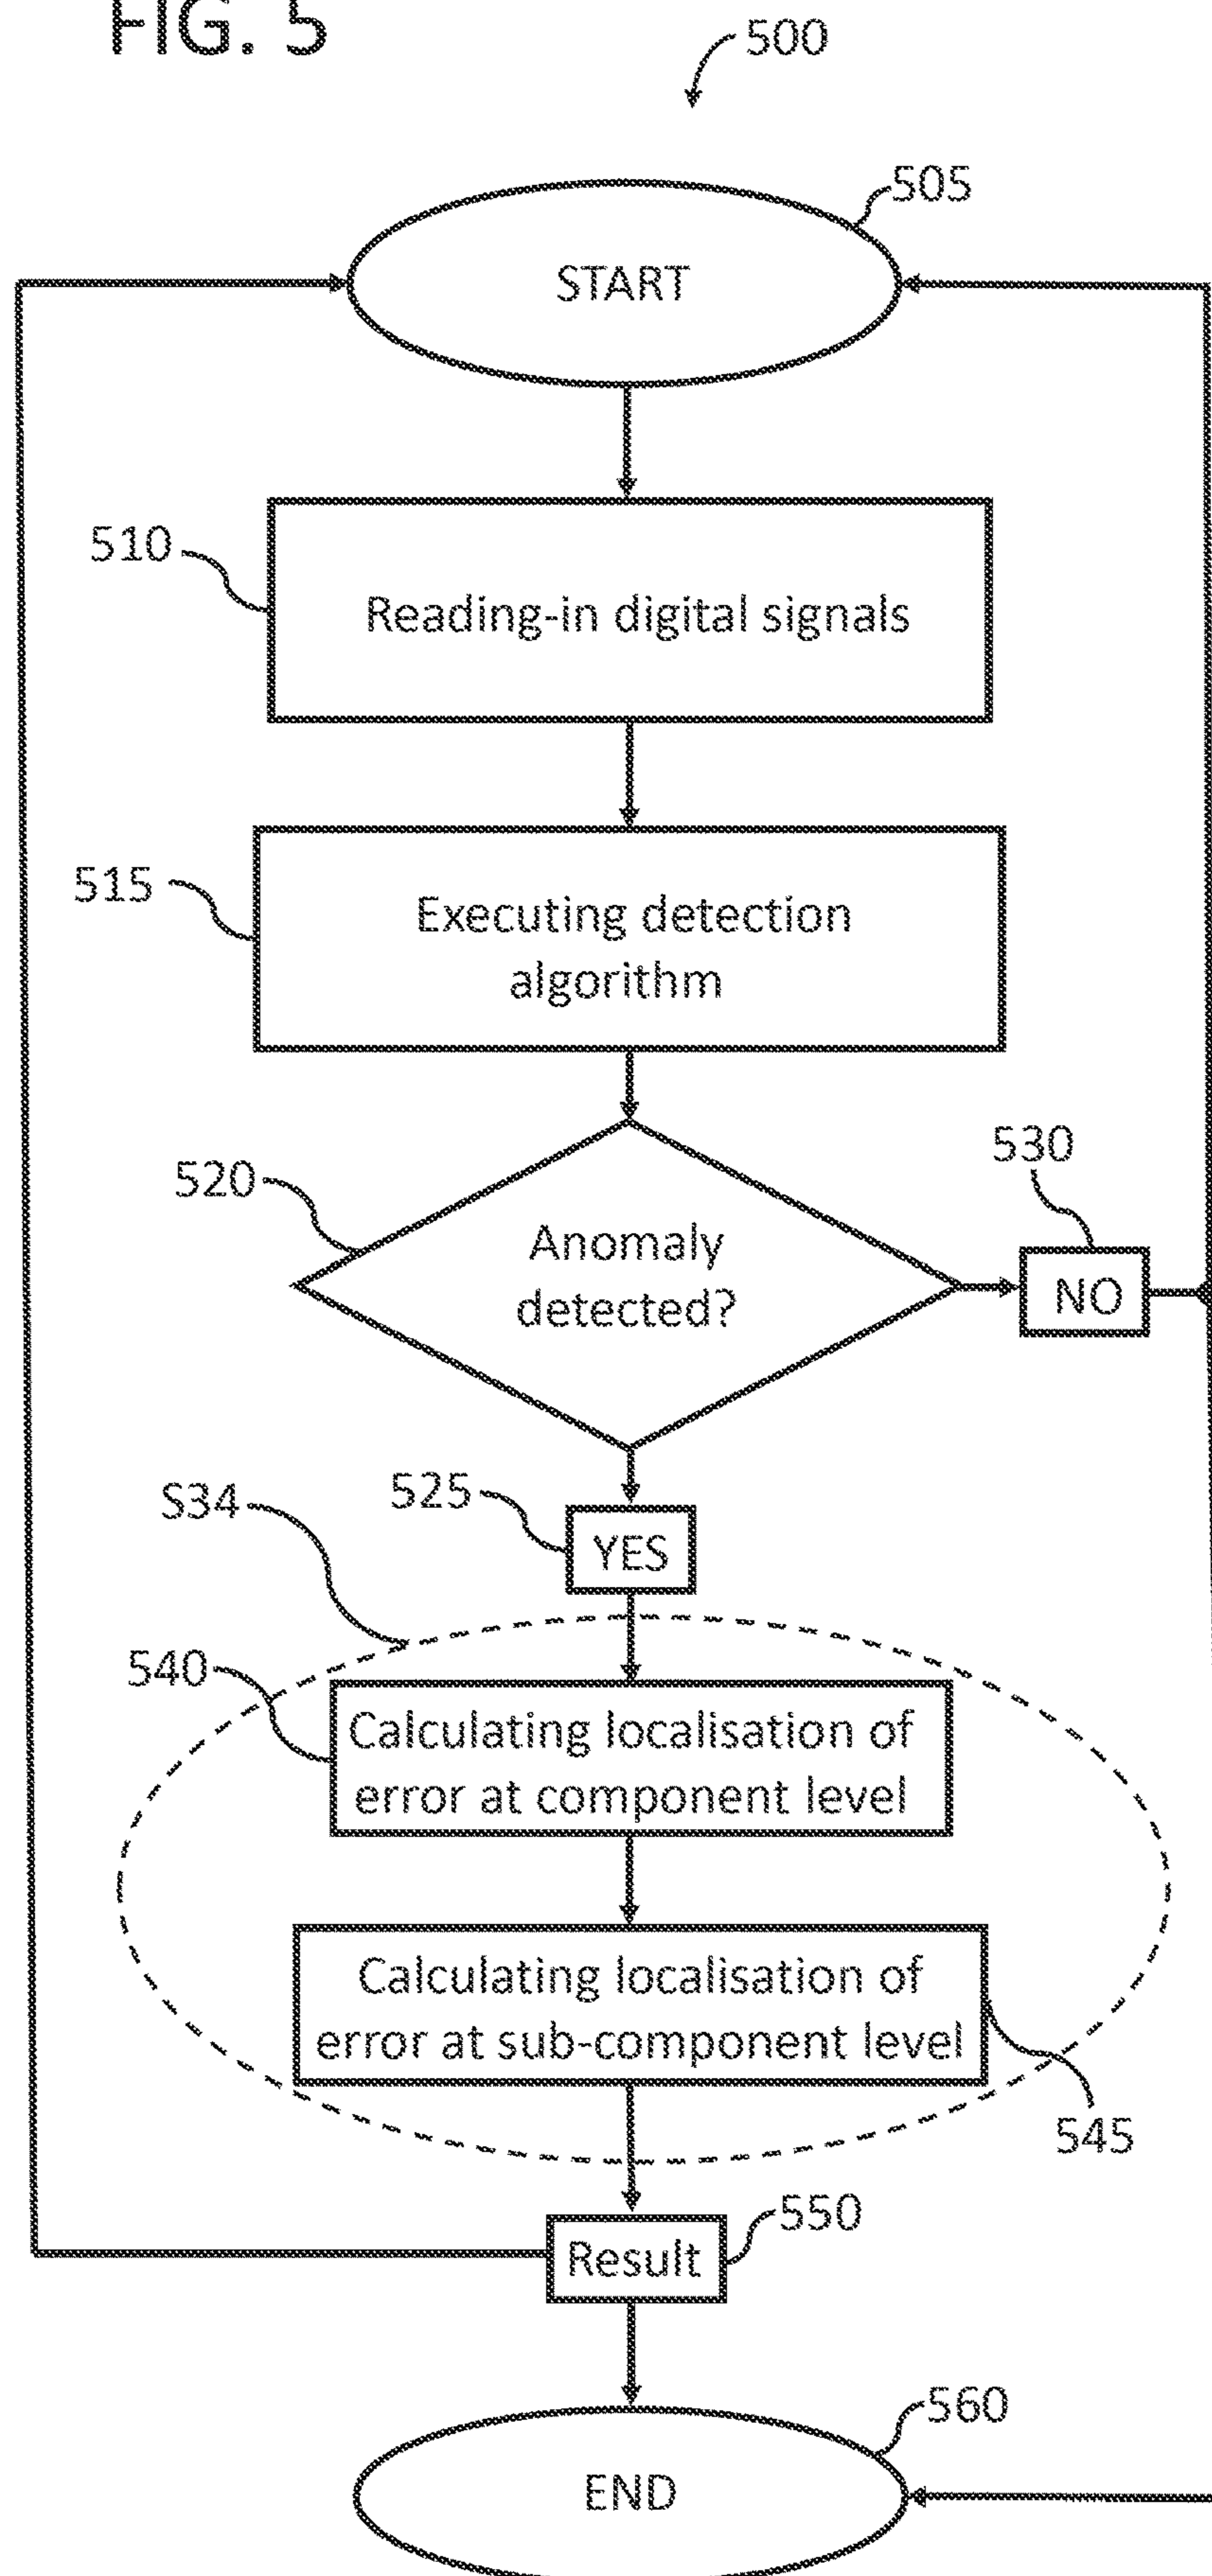 FIG. 5
500
505
START
510
Reading-in digital signals
515
Executing detection
algorithm
520
Anomaly
detected?
530
NO
525
YES
S34
540
Calculating localisation of
error at component level
Calculating localisation of
error at sub-component level
545
550
Result
560
END